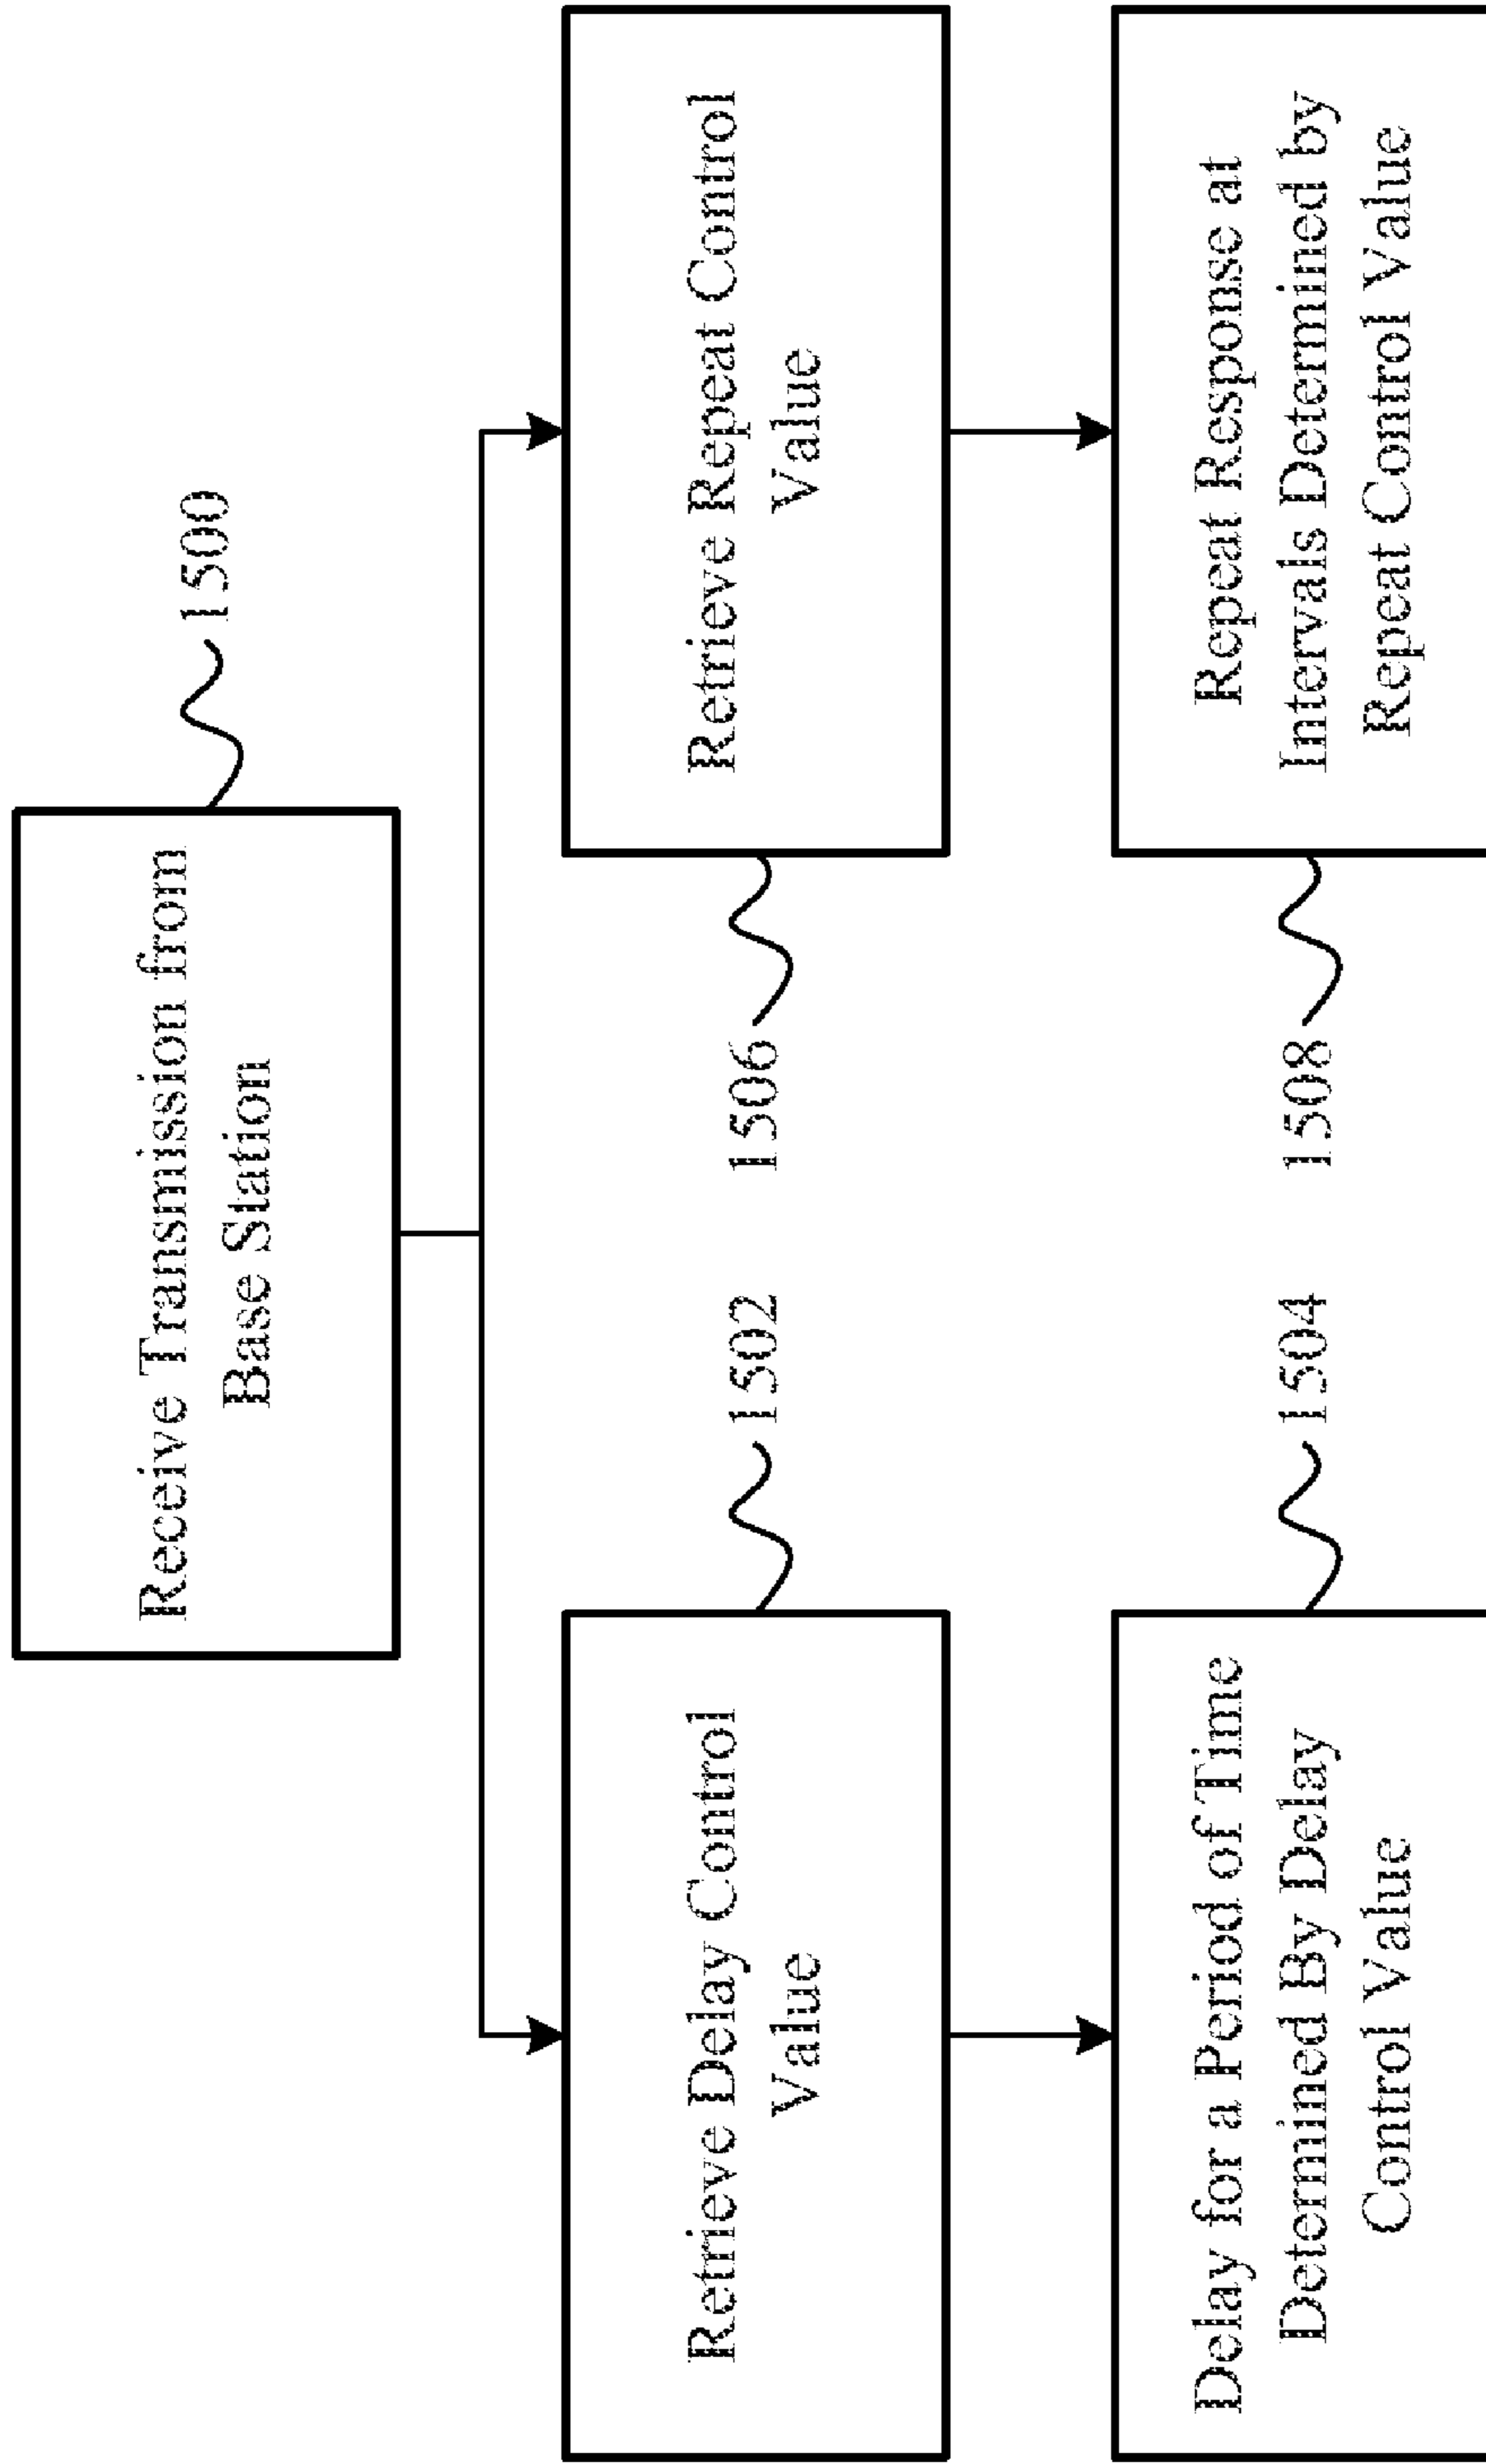 Receive Transmission from
Base Station
1500
Retrieve Delay Control
Value
1502
1506
Retrieve Repeat Control
Value
Delay for a Period of Time
Determined By Delay
Control Value
1504
1508
Repeat Response at
Intervals Determined by
Repeat Control Value